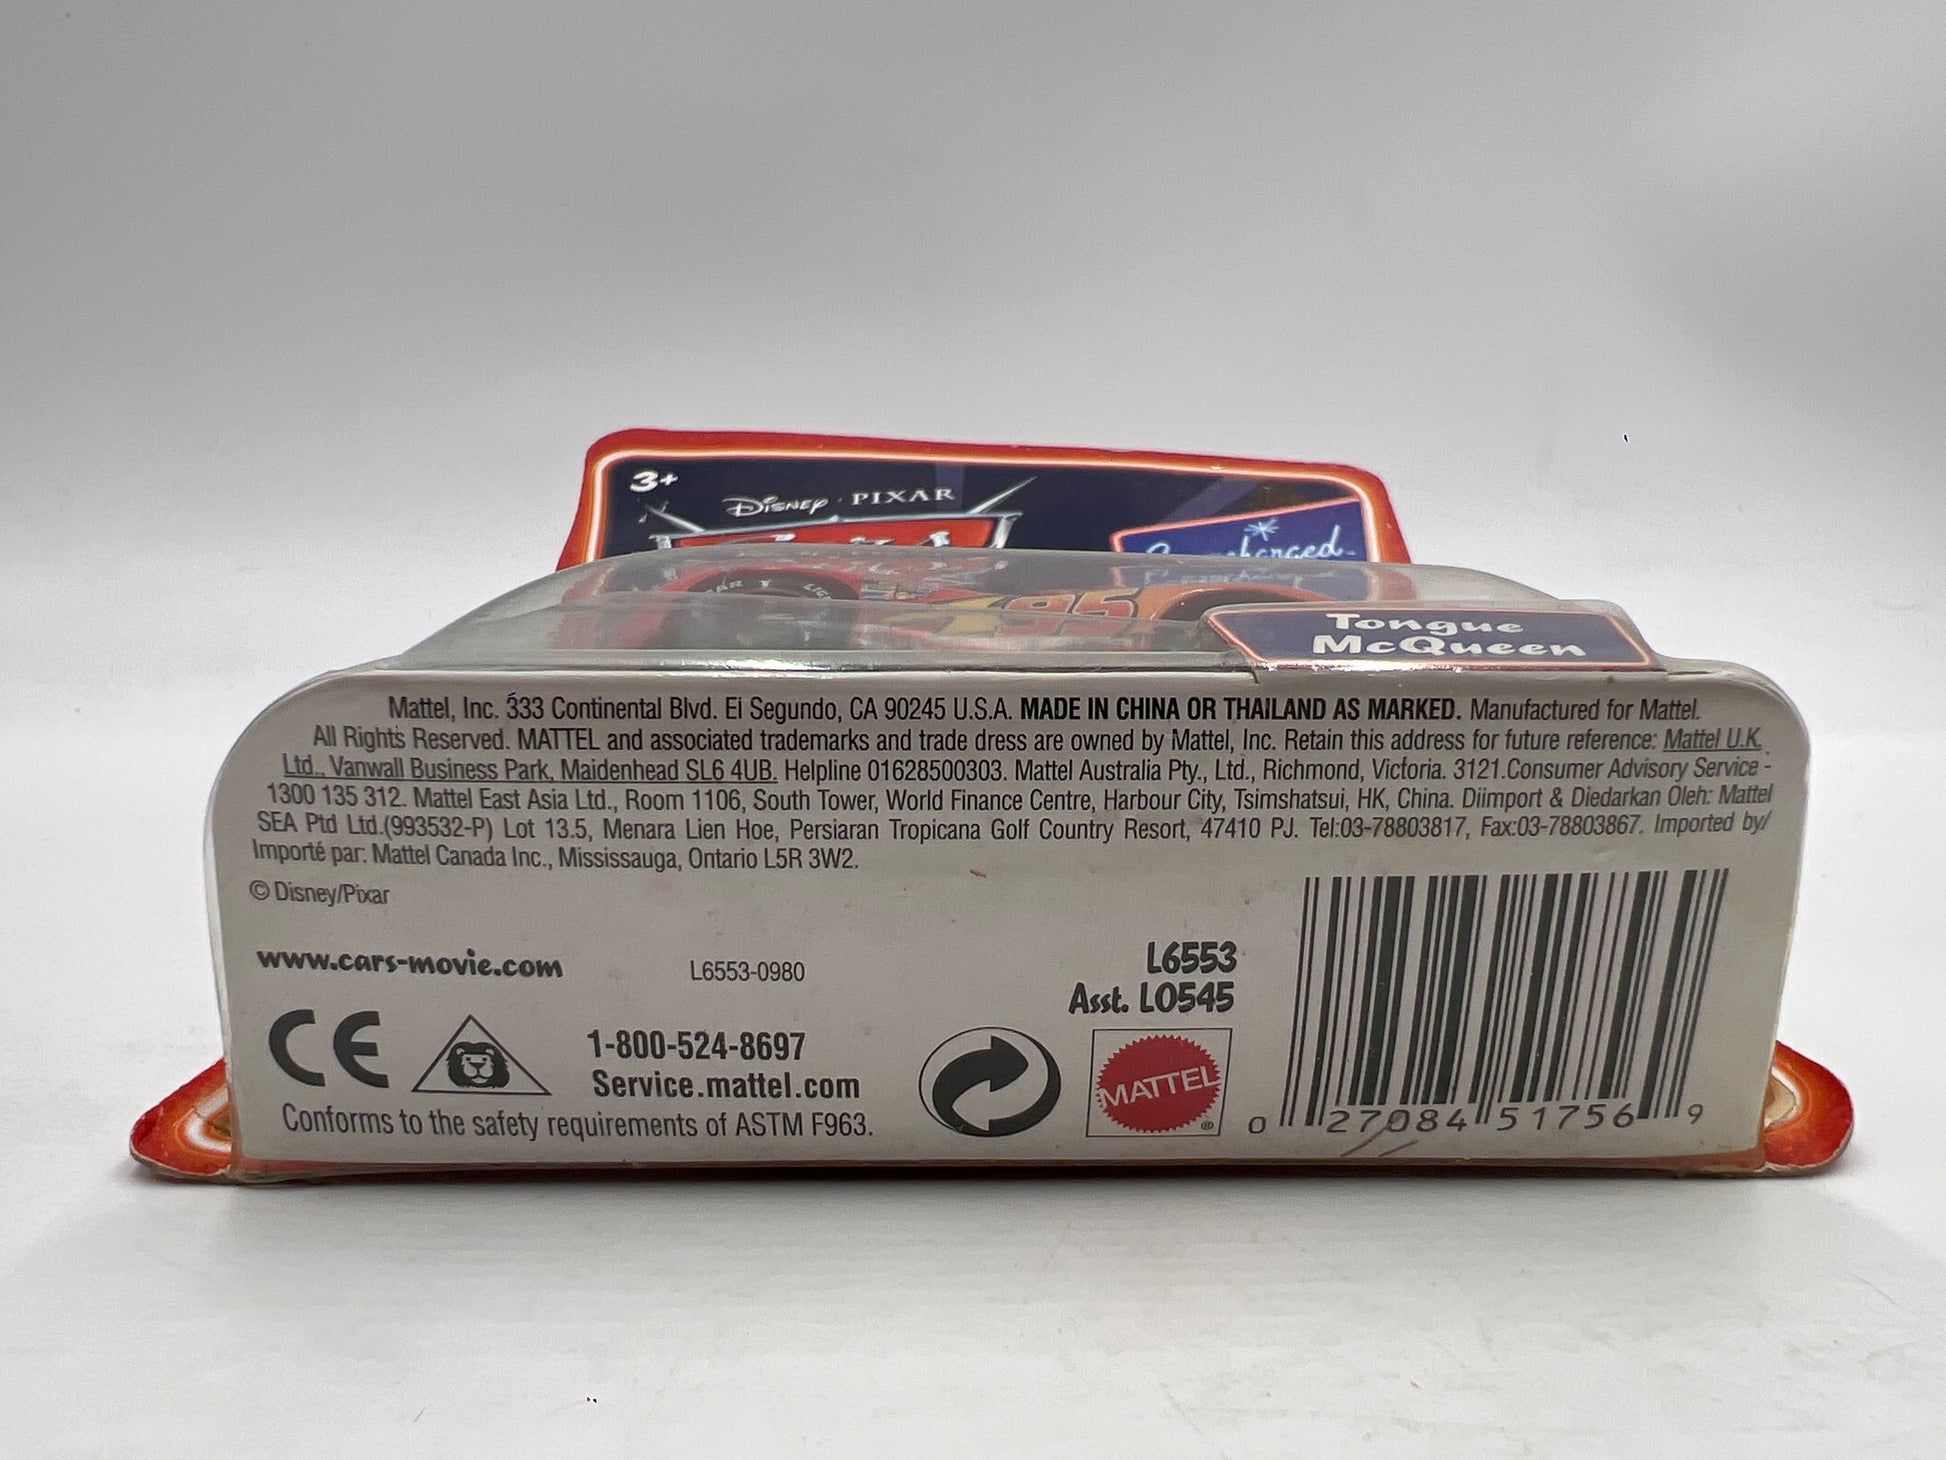 3+
Disney · PIXAR
95
Tongue
McQueen
Mattel, Inc. 333 Continental Blvd. El Segundo, CA 90245 U.S.A. MADE IN CHINA OR THAILAND AS MARKED. Manufactured for Mattel.
All Rights Reserved. MATTEL and associated trademarks and trade dress are owned by Mattel, Inc. Retain this address for future reference: Mattel U.K.
Ltd., Vanwall Business Park, Maidenhead SL6 4UB. Helpline 01628500303. Mattel Australia Pty., Ltd., Richmond, Victoria. 3121.Consumer Advisory Service -
1300 135 312. Mattel East Asia Ltd., Room 1106, South Tower, World Finance Centre, Harbour City, Tsimshatsui, HK, China. Diimport & Diedarkan Oleh: Mattel
SEA Ptd Ltd.(993532-P) Lot 13.5, Menara Lien Hoe, Persiaran Tropicana Golf Country Resort, 47410 PJ. Tel:03-78803817, Fax:03-78803867. Imported by/
Importé par: Mattel Canada Inc., Mississauga, Ontario L5R 3W2.
© Disney/Pixar
www.cars-movie.com
L6553-0980
L6553
Asst. L0545
CE
1-800-524-8697
Service.mattel.com
Conforms to the safety requirements of ASTM F963.
MATTEL ®
0 27084 51756 9